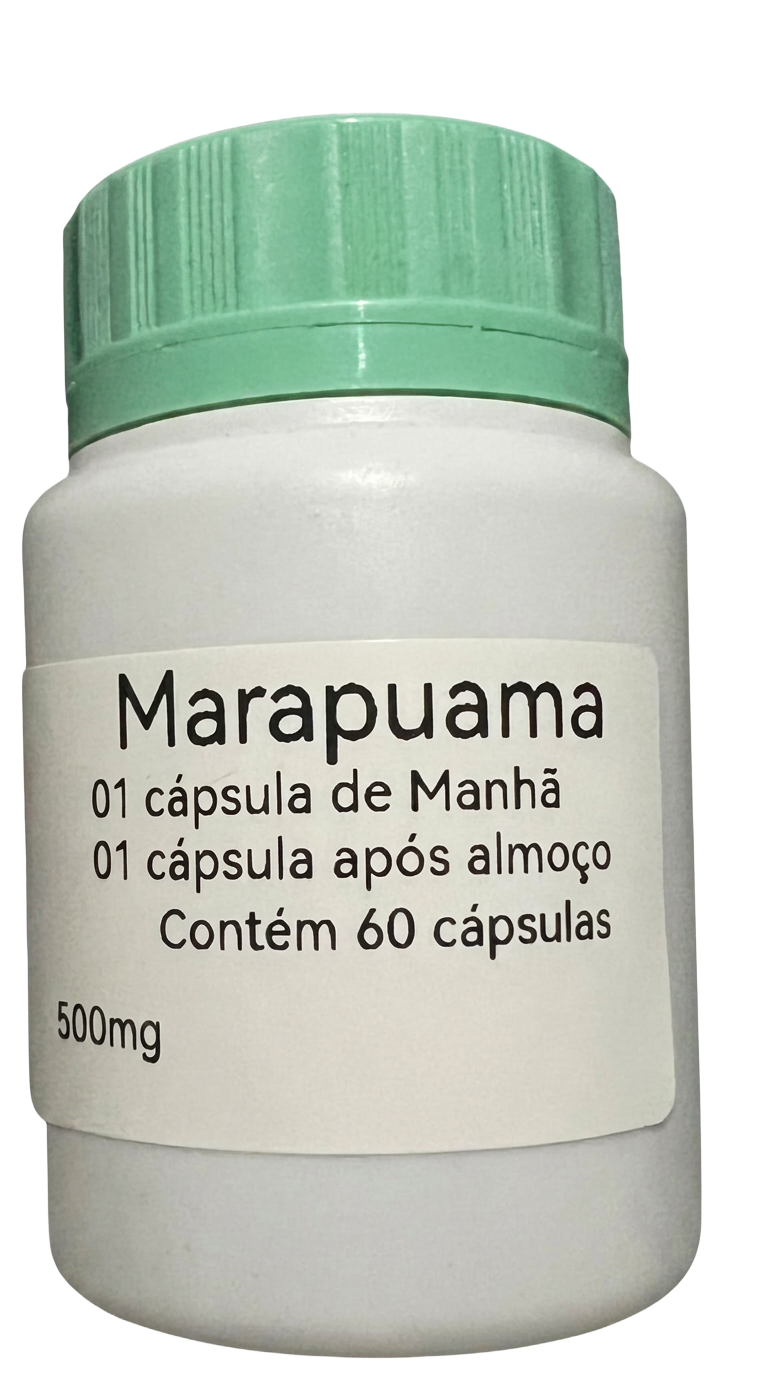 Marapuama
01 cápsula de Manhã
01 cápsula após almoço
Contém 60 cápsulas
500mg